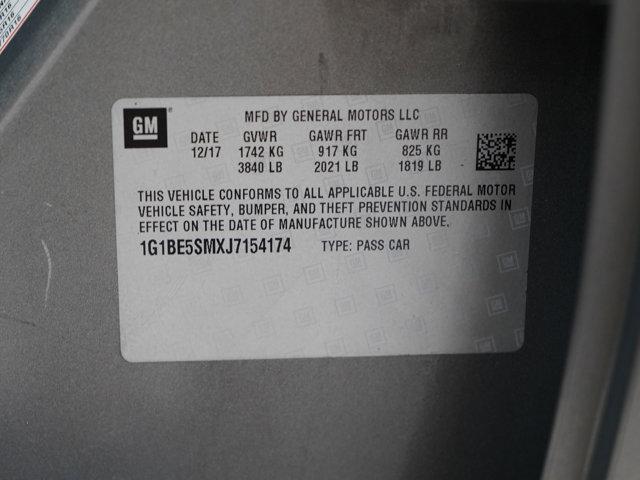 GM
MFD BY GENERAL MOTORS LLC
DATE GVWR GAWR FRT GAWR RR
12/17 1742 KG 917 KG 825 KG
3840 LB 2021 LB 1819 LB
THIS VEHICLE CONFORMS TO ALL APPLICABLE U.S. FEDERAL MOTOR
VEHICLE SAFETY, BUMPER, AND THEFT PREVENTION STANDARDS IN
EFFECT ON THE DATE OF MANUFACTURE SHOWN ABOVE.
1G1BE5SMXJ7154174 TYPE: PASS CAR